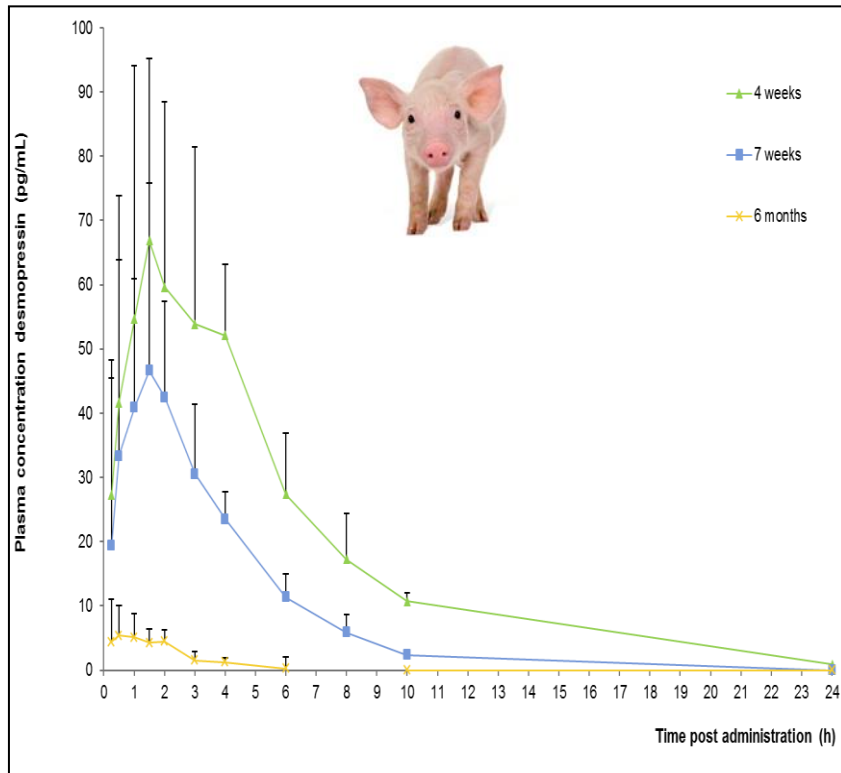 100
90
80
70
60
50
40
30
20
10
0
Plasma concentration desmopressin (pg/mL)
4 weeks
7 weeks
6 months
0 1 2 3 4 5 6 7 8 9 10 11 12 13 14 15 16 17 18 19 20 21 22 23 24
Time post administration (h)